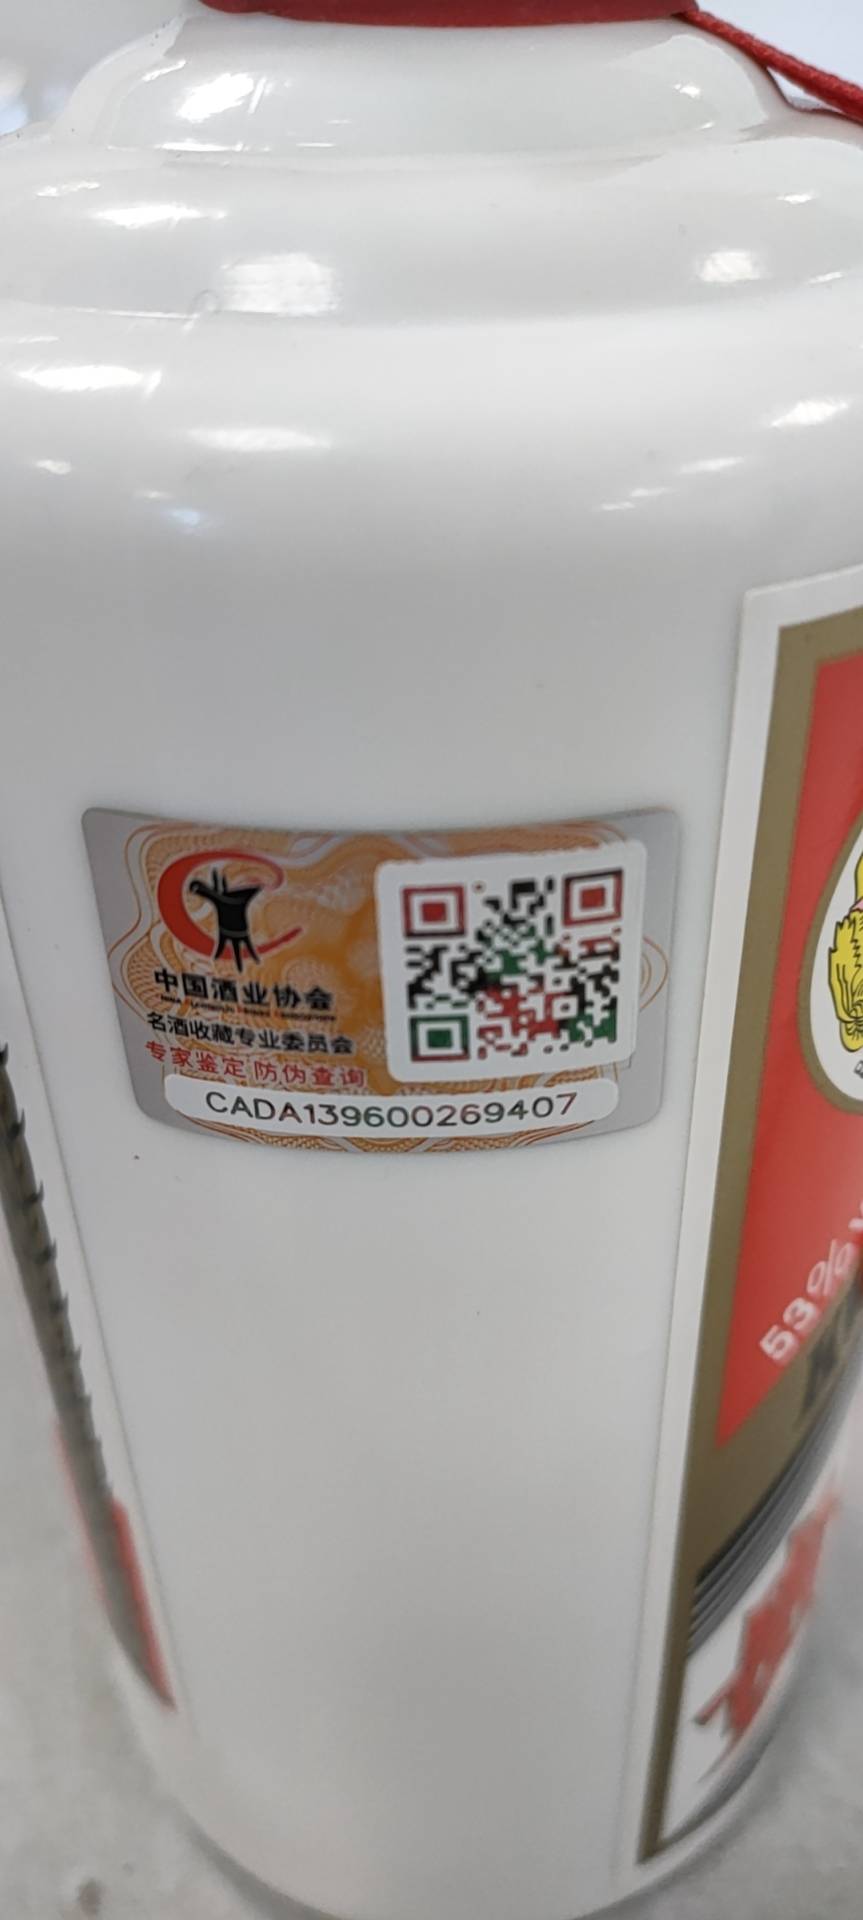 中国酒业协会
名酒收藏专业委员会
专家鉴定 防伪查询
CADA139600269407
53%